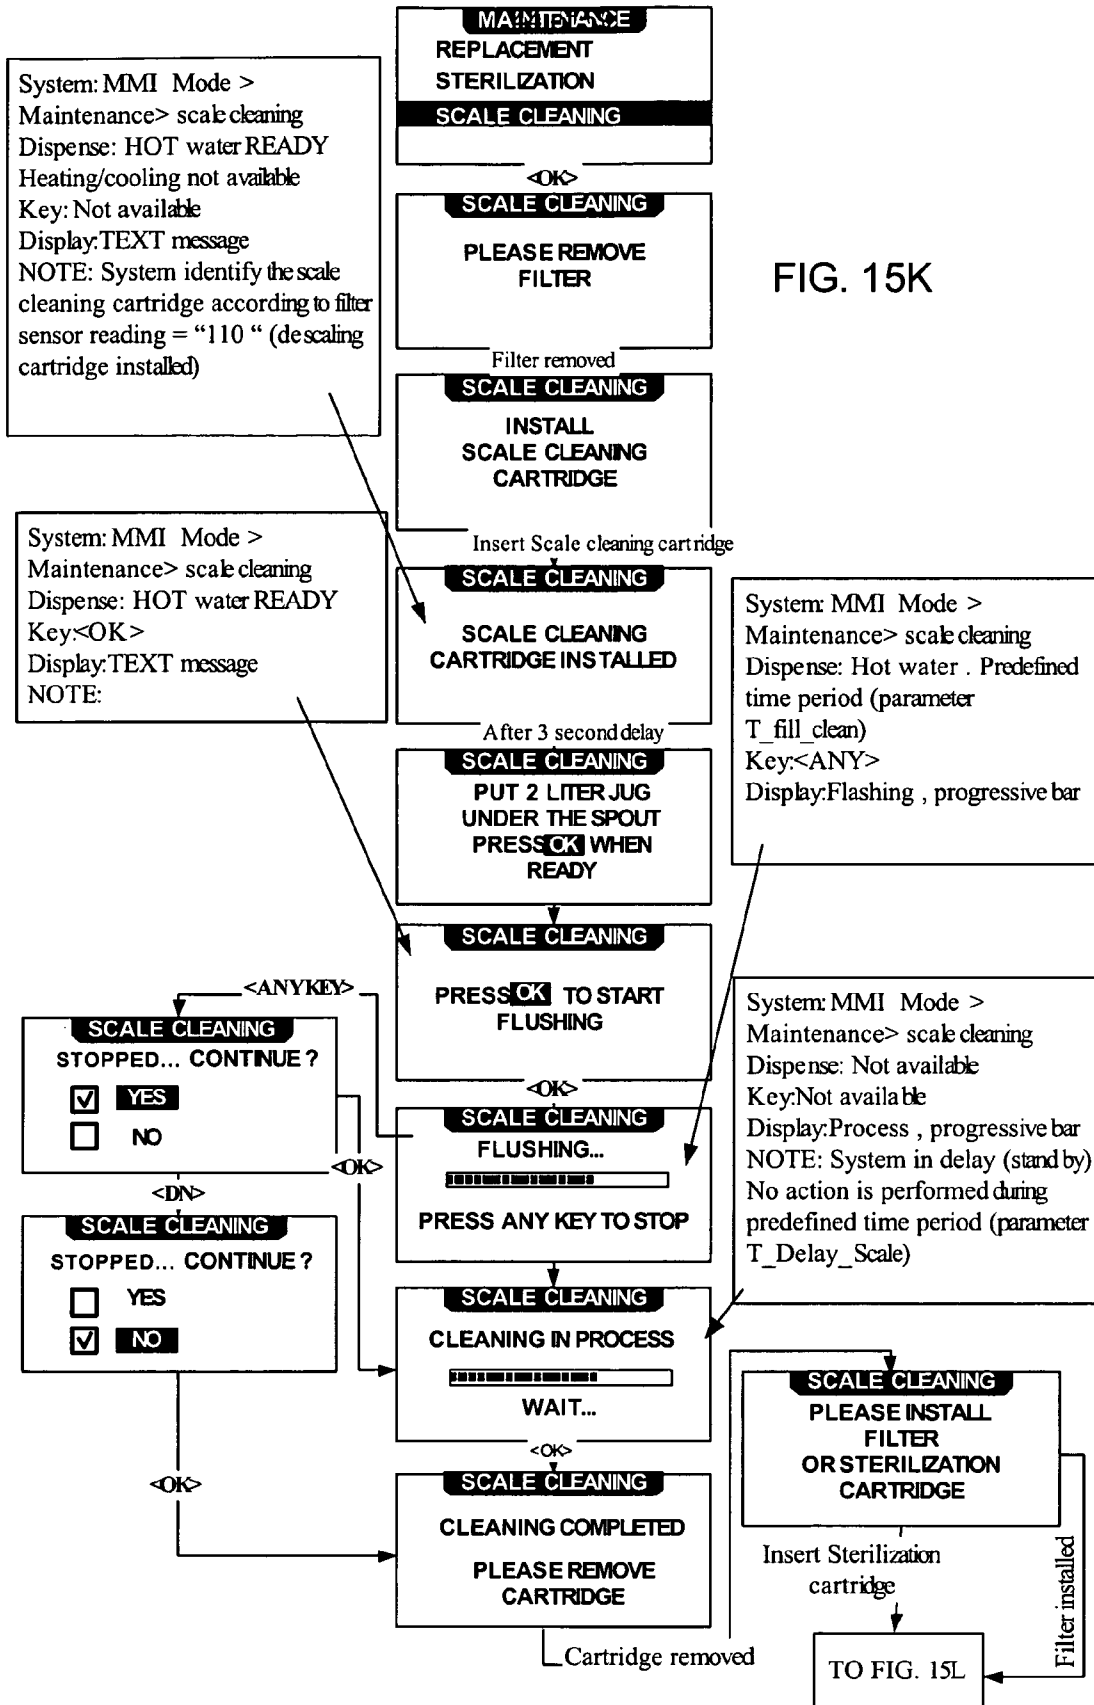 MAINTENANCE
REPLACEMENT
STERILIZATION
SCALE CLEANING
<OK>
System: MMI Mode >
Maintenance> scale cleaning
Dispense: HOT water READY
Heating/cooling not available
Key: Not available
Display:TEXT message
NOTE: System identify the scale
cleaning cartridge according to filter
sensor reading = “110 “ (descaling
cartridge installed)
SCALE CLEANING
PLEASE REMOVE
FILTER
FIG. 15K
Filter removed
SCALE CLEANING
INSTALL
SCALE CLEANING
CARTRIDGE
Insert Scale cleaning cartridge
System: MMI Mode >
Maintenance> scale cleaning
Dispense: HOT water READY
Key:<OK>
Display:TEXT message
NOTE:
SCALE CLEANING
SCALE CLEANING
CARTRIDGE INSTALLED
After 3 second delay
System: MMI Mode >
Maintenance> scale cleaning
Dispense: Hot water . Predefined
time period (parameter
T_fill_clean)
Key:<ANY>
Display:Flashing , progressive bar
SCALE CLEANING
PUT 2 LITER JUG
UNDER THE SPOUT
PRESS OK WHEN
READY
SCALE CLEANING
PRESS OK TO START
FLUSHING
<OK>
<ANYKEY>
SCALE CLEANING
STOPPED... CONTINUE ?
YES
NO
<OK>
<DN>
SCALE CLEANING
STOPPED... CONTINUE ?
YES
NO
<OK>
SCALE CLEANING
FLUSHING...
PRESS ANY KEY TO STOP
System: MMI Mode >
Maintenance> scale cleaning
Dispense: Not available
Key:Not available
Display:Process , progressive bar
NOTE: System in delay (stand by)
No action is performed during
predefined time period (parameter
T_Delay_Scale)
SCALE CLEANING
CLEANING IN PROCESS
WAIT...
<OK>
SCALE CLEANING
CLEANING COMPLETED
PLEASE REMOVE
CARTRIDGE
Cartridge removed
SCALE CLEANING
PLEASE INSTALL
FILTER
OR STERILIZATION
CARTRIDGE
Insert Sterilization
cartridge
Filter installed
TO FIG. 15L